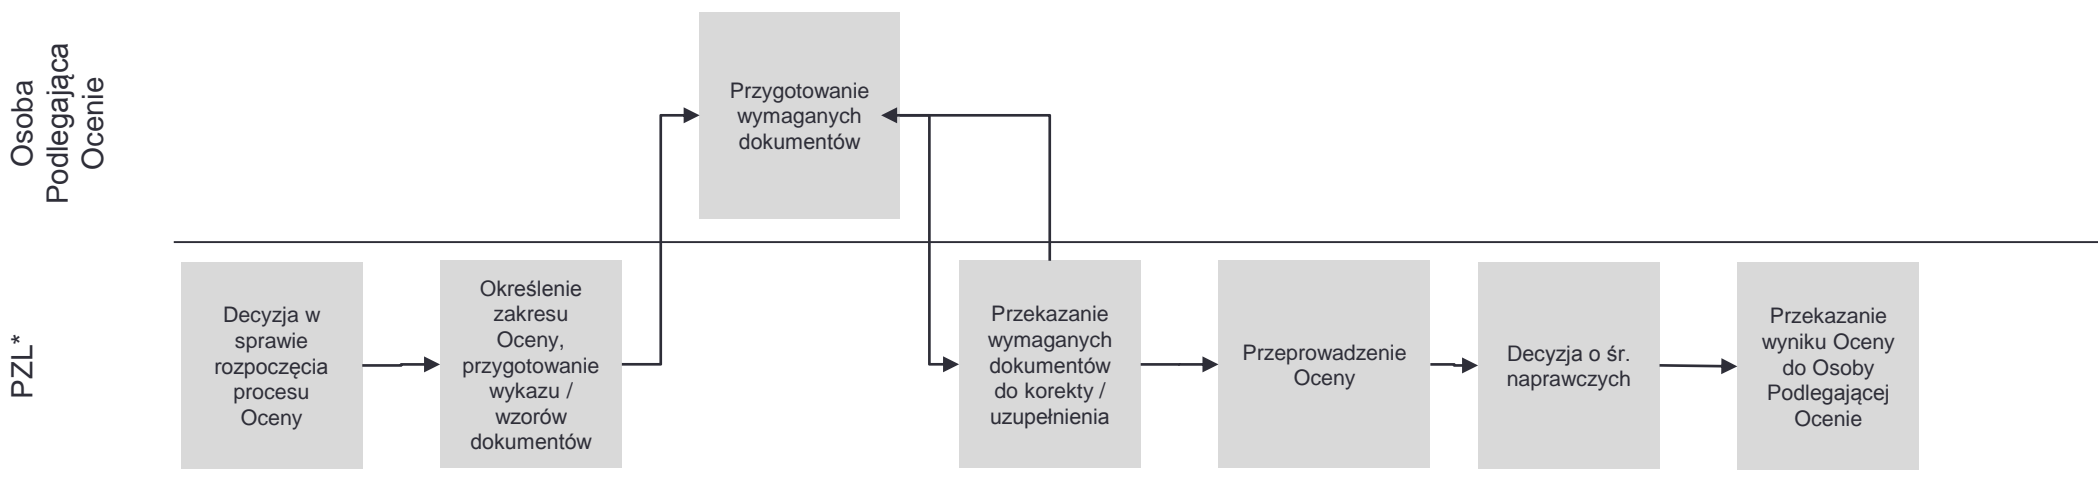 Osoba
Podlegająca
Ocenie
Przygotowanie
wymaganych
dokumentów
PZL*
Decyzja w
sprawie
rozpoczęcia
procesu
Oceny
Określenie
zakresu
Oceny,
przygotowanie
wykazu /
wzorów
dokumentów
Przekazanie
wymaganych
dokumentów
do korekty /
uzupełnienia
Przeprowadzenie
Oceny
Decyzja o śr.
naprawczych
Przekazanie
wyniku Oceny
do Osoby
Podlegającej
Ocenie